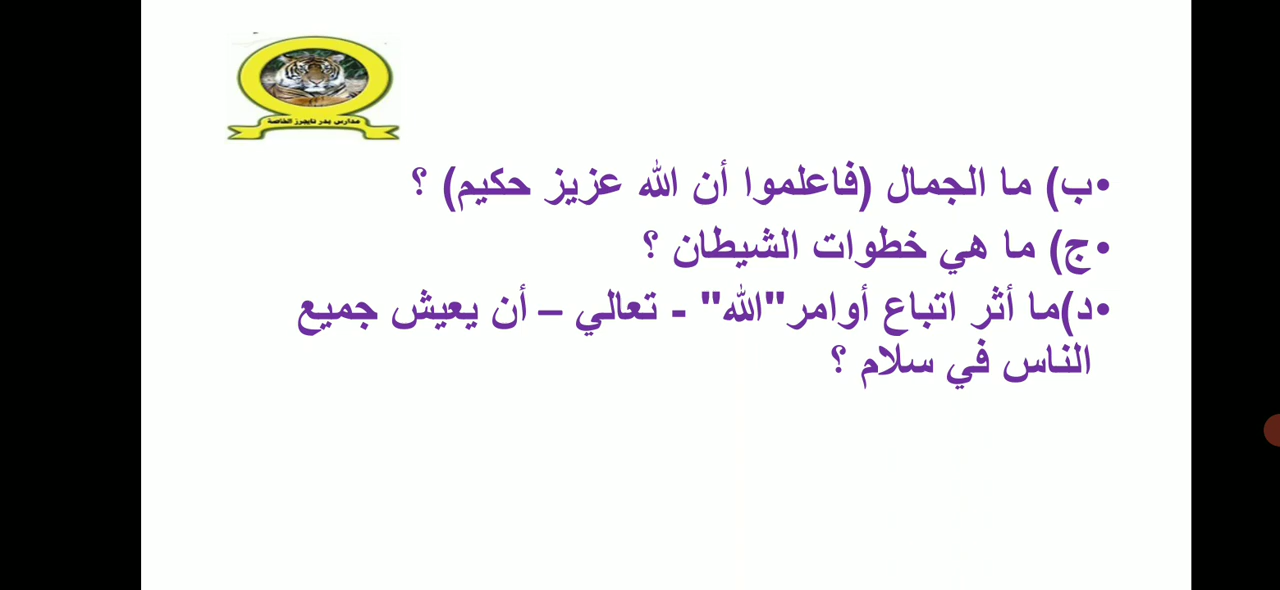 مدارس بدر تايجرز الخاصة
•ب) ما الجمال (فاعلموا أن الله عزيز حكيم) ؟
•ج) ما هي خطوات الشيطان ؟
•د)ما أثر اتباع أوامر"الله" - تعالي – أن يعيش جميع
الناس في سلام ؟